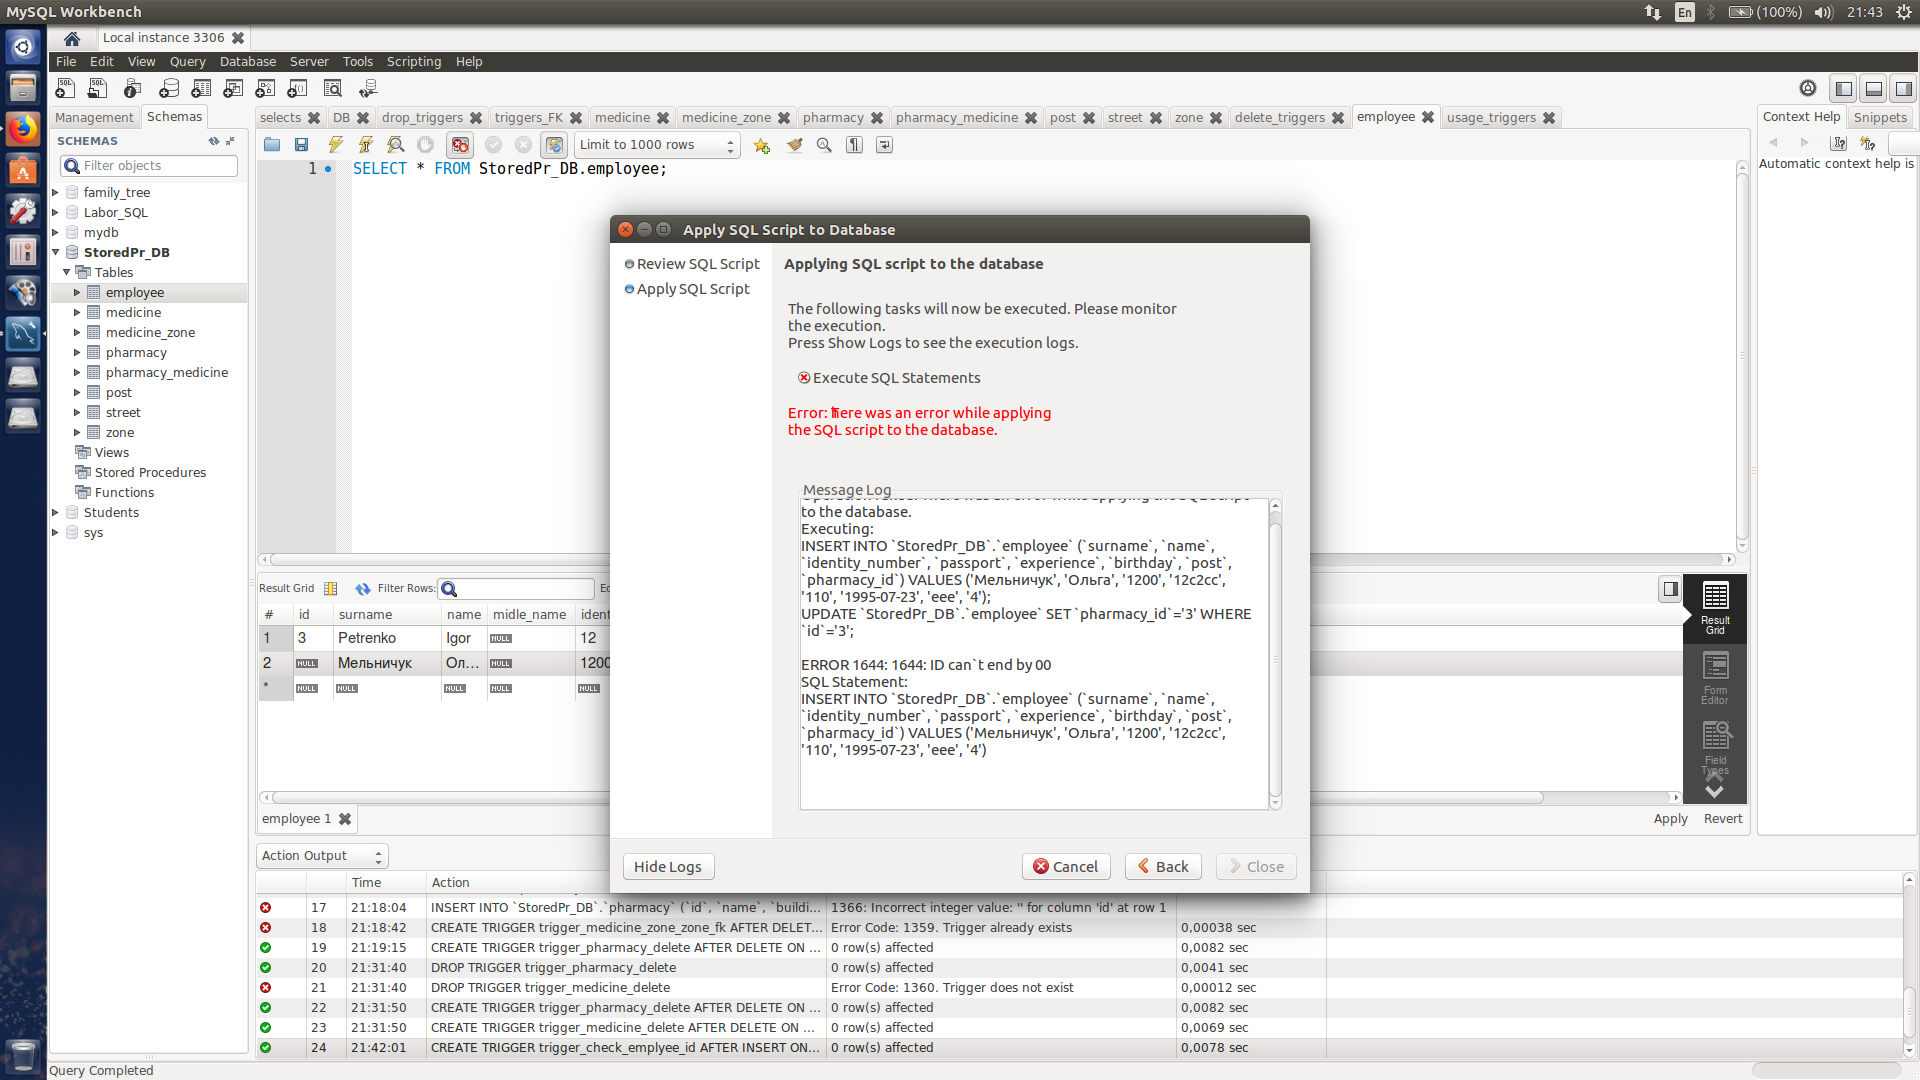 MySQL Workbench
En
(100%)
21:43
Local instance 3306
File Edit View Query Database Server Tools Scripting Help
Management Schemas
selects DB drop_triggers triggers_FK medicine medicine_zone pharmacy pharmacy_medicine post street zone delete_triggers employee usage_triggers
Context Help Snippets
SCHEMAS
Filter objects
Limit to 1000 rows
Automatic context help is
1 SELECT * FROM StoredPr_DB.employee;
family_tree
Labor_SQL
mydb
StoredPr_DB
Tables
employee
medicine
medicine_zone
pharmacy
pharmacy_medicine
post
street
zone
Views
Stored Procedures
Functions
Students
sys
Apply SQL Script to Database
Review SQL Script
Apply SQL Script
Applying SQL script to the database
The following tasks will now be executed. Please monitor
the execution.
Press Show Logs to see the execution logs.
Execute SQL Statements
Error: There was an error while applying
the SQL script to the database.
Message Log
to the database.
Executing:
INSERT INTO `StoredPr_DB`.`employee` (`surname`, `name`,
`identity_number`, `passport`, `experience`, `birthday`, `post`,
`pharmacy_id`) VALUES ('Мельничук', 'Ольга', '1200', '12c2cc',
'110', '1995-07-23', 'eee', '4');
UPDATE `StoredPr_DB`.`employee` SET `pharmacy_id`='3' WHERE
`id`='3';
ERROR 1644: 1644: ID can`t end by 00
SQL Statement:
INSERT INTO `StoredPr_DB`.`employee` (`surname`, `name`,
`identity_number`, `passport`, `experience`, `birthday`, `post`,
`pharmacy_id`) VALUES ('Мельничук', 'Ольга', '1200', '12c2cc',
'110', '1995-07-23', 'eee', '4')
Hide Logs Cancel Back Close
Result Grid Filter Rows: Ec
# id surname name midle_name ident
1 3 Petrenko Igor NULL 12
2 NULL Мельничук Ол... NULL 1200
* NULL NULL NULL NULL NULL
Result
Grid
Form
Editor
Field
Types
employee 1
Apply Revert
Action Output
Time Action
17 21:18:04 INSERT INTO `StoredPr_DB`.`pharmacy` (`id`, `name`, `buildi... 1366: Incorrect integer value: '' for column 'id' at row 1
18 21:18:42 CREATE TRIGGER trigger_medicine_zone_zone_fk AFTER DELET... Error Code: 1359. Trigger already exists 0,00038 sec
19 21:19:15 CREATE TRIGGER trigger_pharmacy_delete AFTER DELETE ON ... 0 row(s) affected 0,0082 sec
20 21:31:40 DROP TRIGGER trigger_pharmacy_delete 0 row(s) affected 0,0041 sec
21 21:31:40 DROP TRIGGER trigger_medicine_delete Error Code: 1360. Trigger does not exist 0,00012 sec
22 21:31:50 CREATE TRIGGER trigger_pharmacy_delete AFTER DELETE ON ... 0 row(s) affected 0,0082 sec
23 21:31:50 CREATE TRIGGER trigger_medicine_delete AFTER DELETE ON ... 0 row(s) affected 0,0069 sec
24 21:42:01 CREATE TRIGGER trigger_check_emplyee_id AFTER INSERT ON... 0 row(s) affected 0,0078 sec
Query Completed